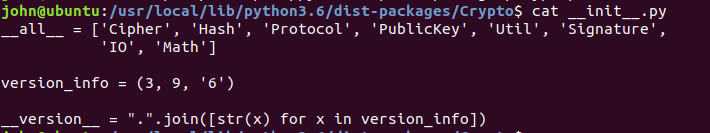 john@ubuntu:/usr/local/lib/python3.6/dist-packages/Crypto$ cat __init__.py
__all__ = ['Cipher', 'Hash', 'Protocol', 'PublicKey', 'Util', 'Signature',
           'IO', 'Math']

version_info = (3, 9, '6')

__version__ = ".".join([str(x) for x in version_info])